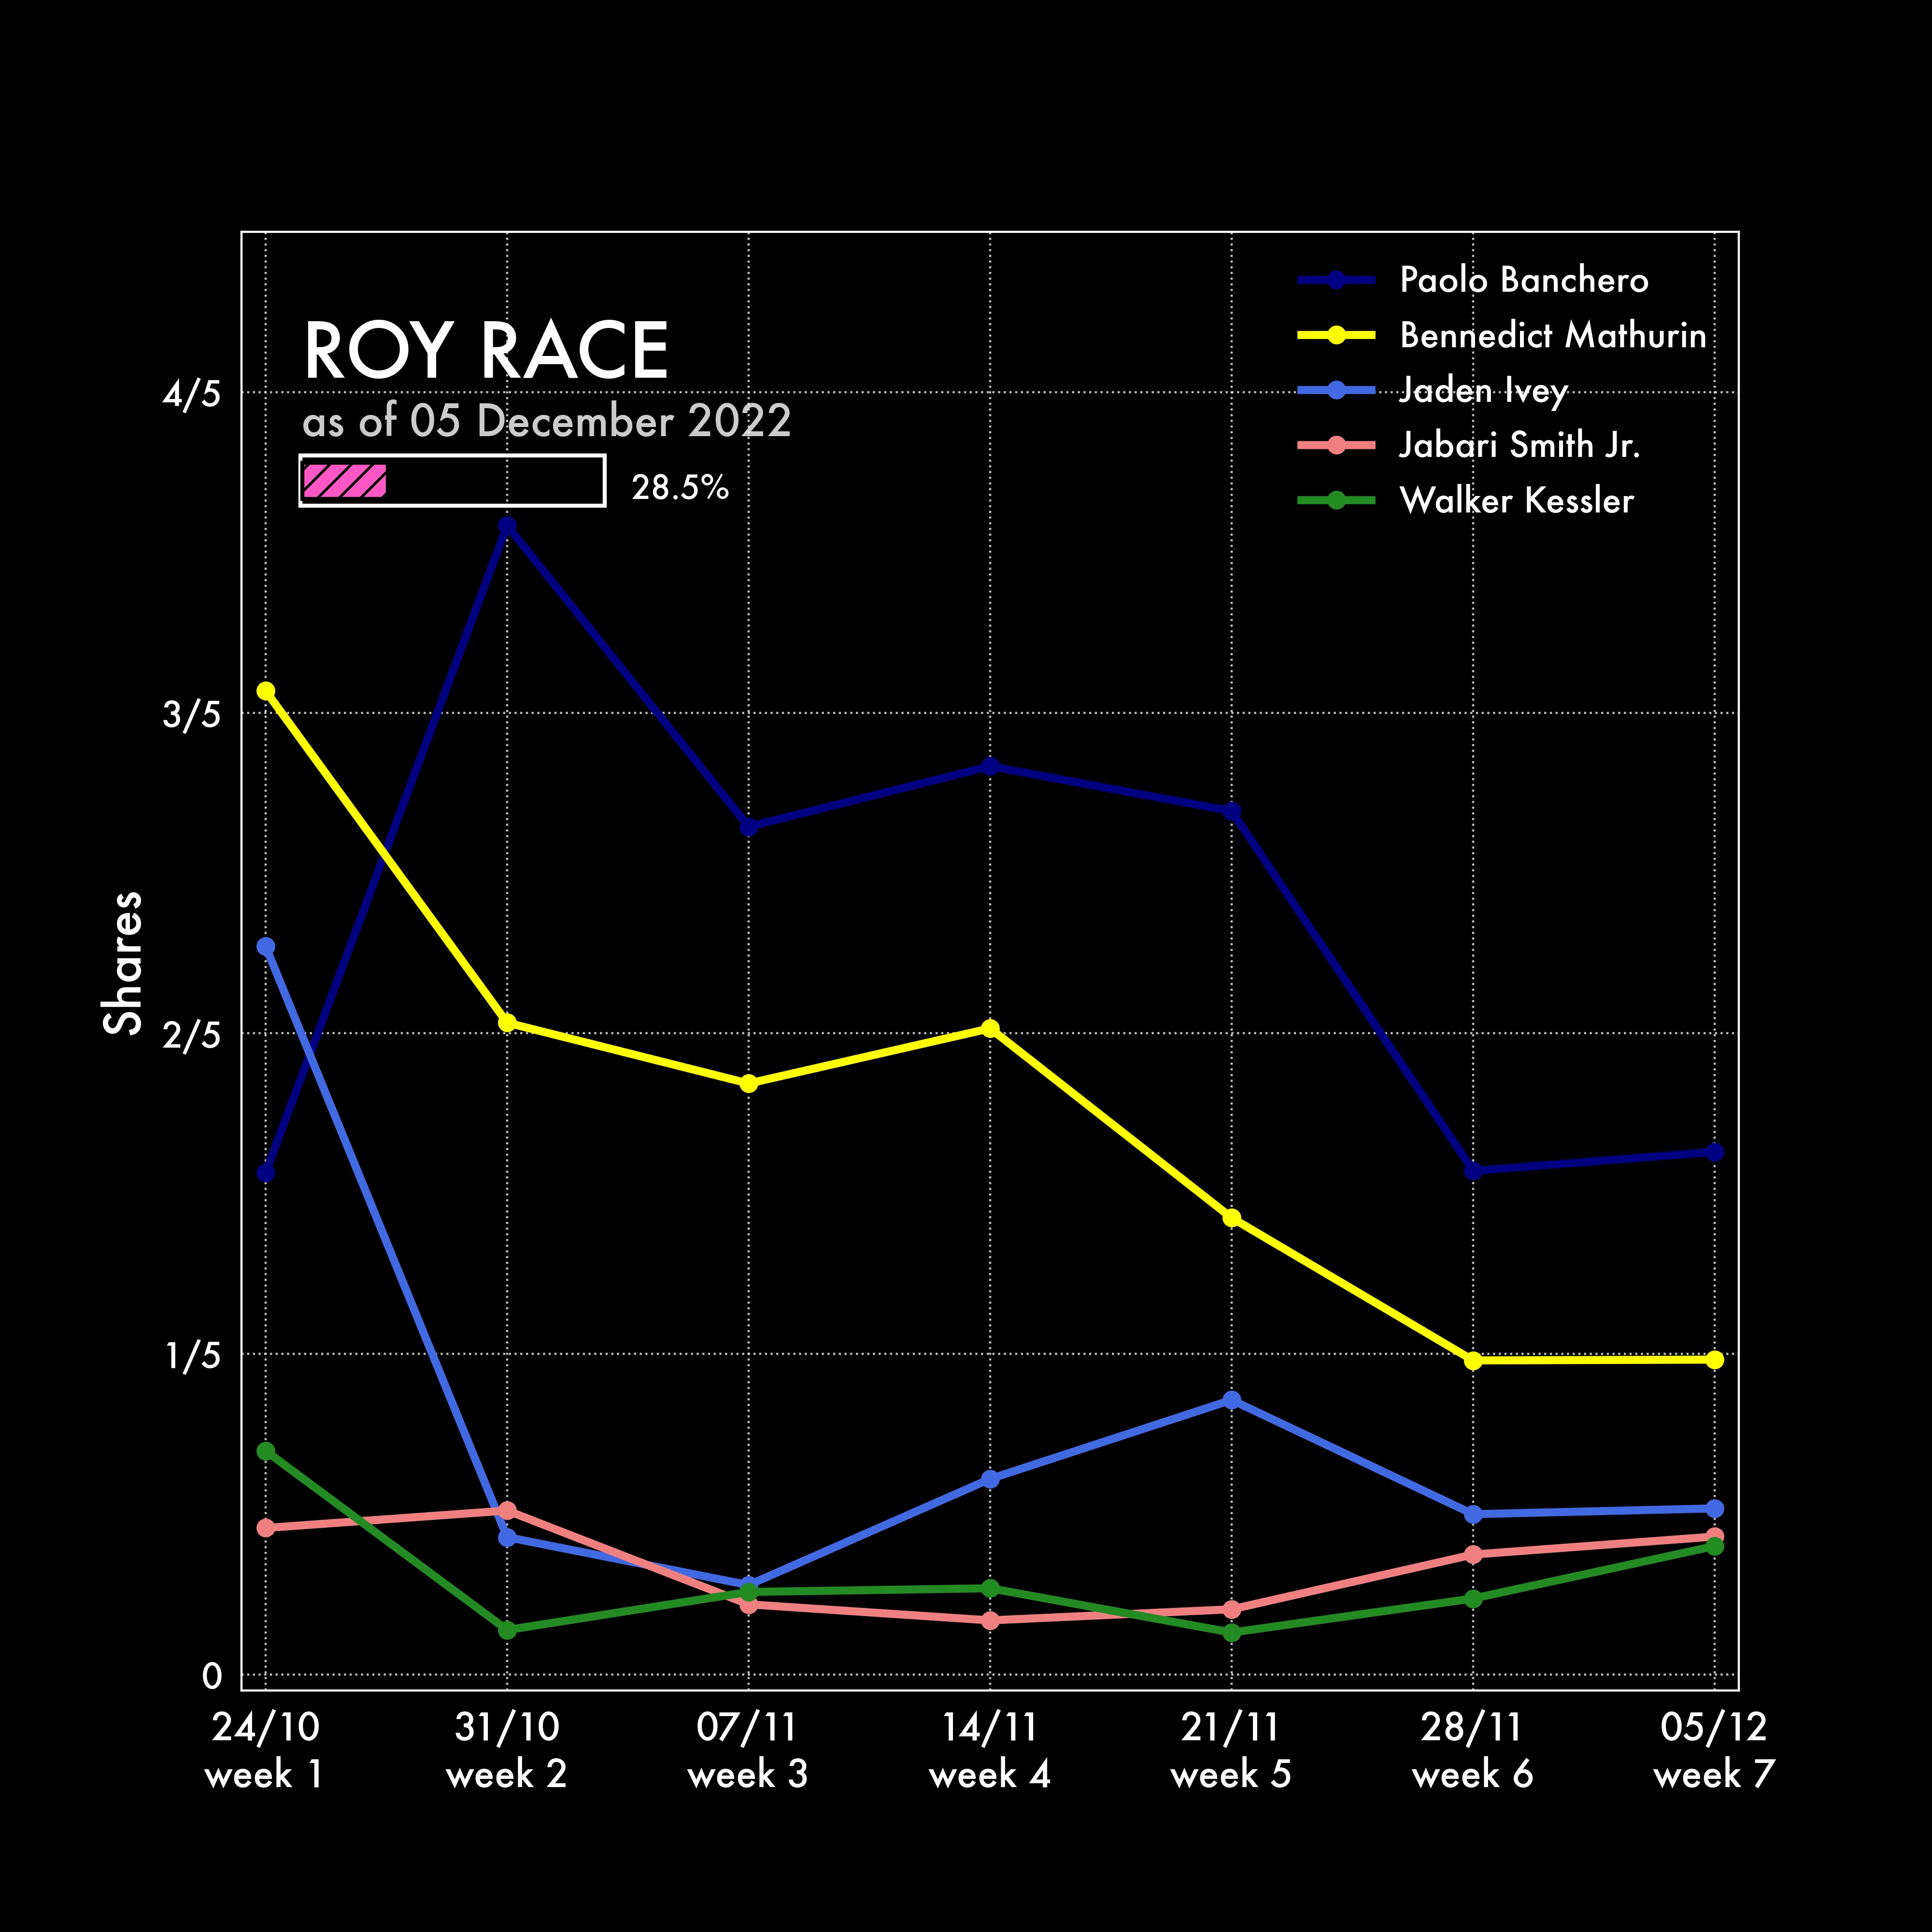 ROY RACE
as of 05 December 2022
28.5%
Paolo Banchero
Bennedict Mathurin
Jaden Ivey
Jabari Smith Jr.
Walker Kessler
Shares
4/5
3/5
2/5
1/5
0
24/10 31/10 07/11 14/11 21/11 28/11 05/12
week 1 week 2 week 3 week 4 week 5 week 6 week 7